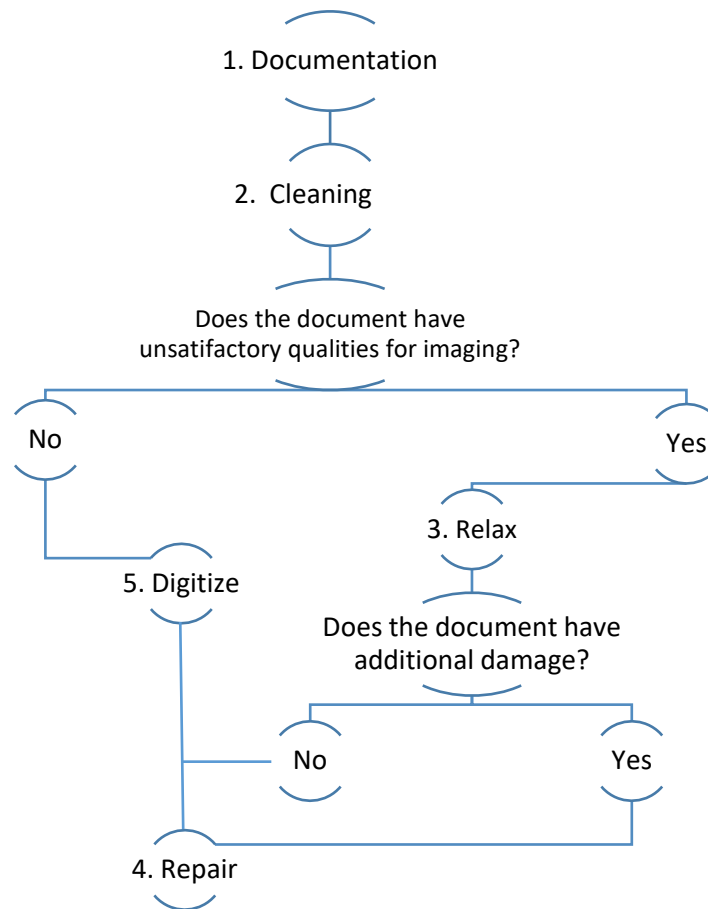 1. Documentation
2. Cleaning
Does the document have
unsatifactory qualities for imaging?
No
Yes
3. Relax
5. Digitize
Does the document have
additional damage?
No
Yes
4. Repair